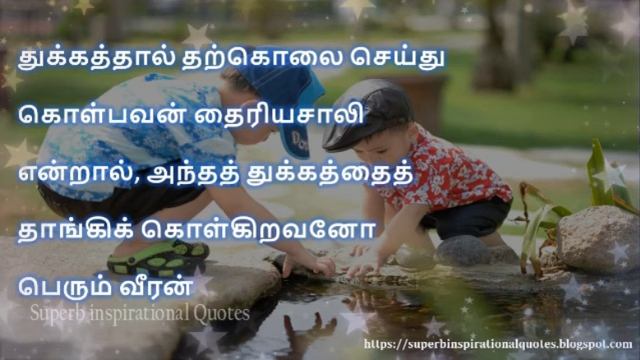 துக்கத்தால் தற்கொலை செய்து
கொள்பவன் தைரியசாலி
என்றால், அந்தத் துக்கத்தைத்
தாங்கிக் கொள்கிறவனோ
பெரும் வீரன்
Superb inspirational Quotes
https://superbinspirationalquotes.blogspot.com